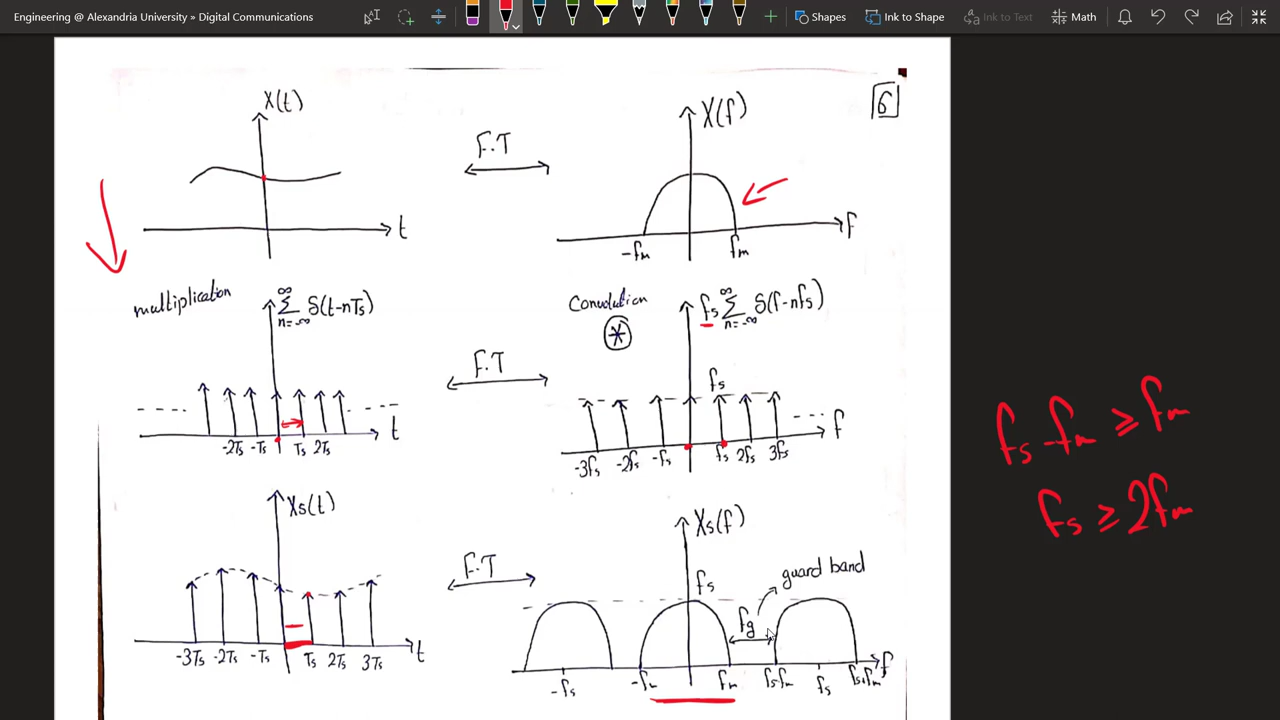 Engineering @ Alexandria University » Digital Communications
Shapes
Ink to Shape
Ink to Text
Math
6
X(t)
F.T
X(f)
t
-fm
fm
f
multiplication
∞
Σ δ(t-nTs)
n=-∞
Convolution
*
∞
fs Σ δ(f-nfs)
n=-∞
F.T
fs
-2Ts -Ts Ts 2Ts
t
-3fs -2fs -fs fs 2fs 3fs
f
fs-fm ≥ fm
fs ≥ 2fm
Xs(t)
F.T
Xs(f)
fs
guard band
fg
-3Ts -2Ts -Ts Ts 2Ts 3Ts
t
-fs -fm fm fs-fm fs fs+fm
f